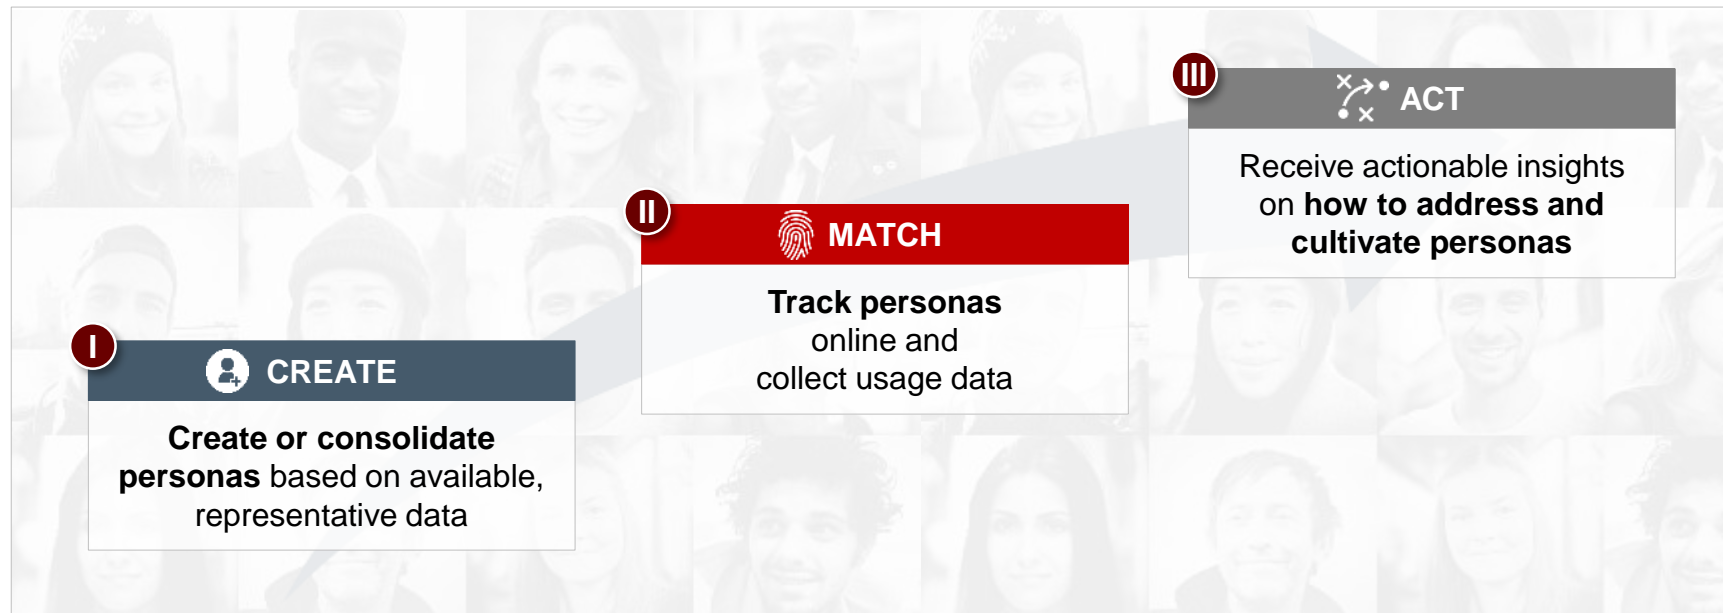 I
CREATE
Create or consolidate
personas based on available,
representative data
II
MATCH
Track personas
online and
collect usage data
III
ACT
Receive actionable insights
on how to address and
cultivate personas